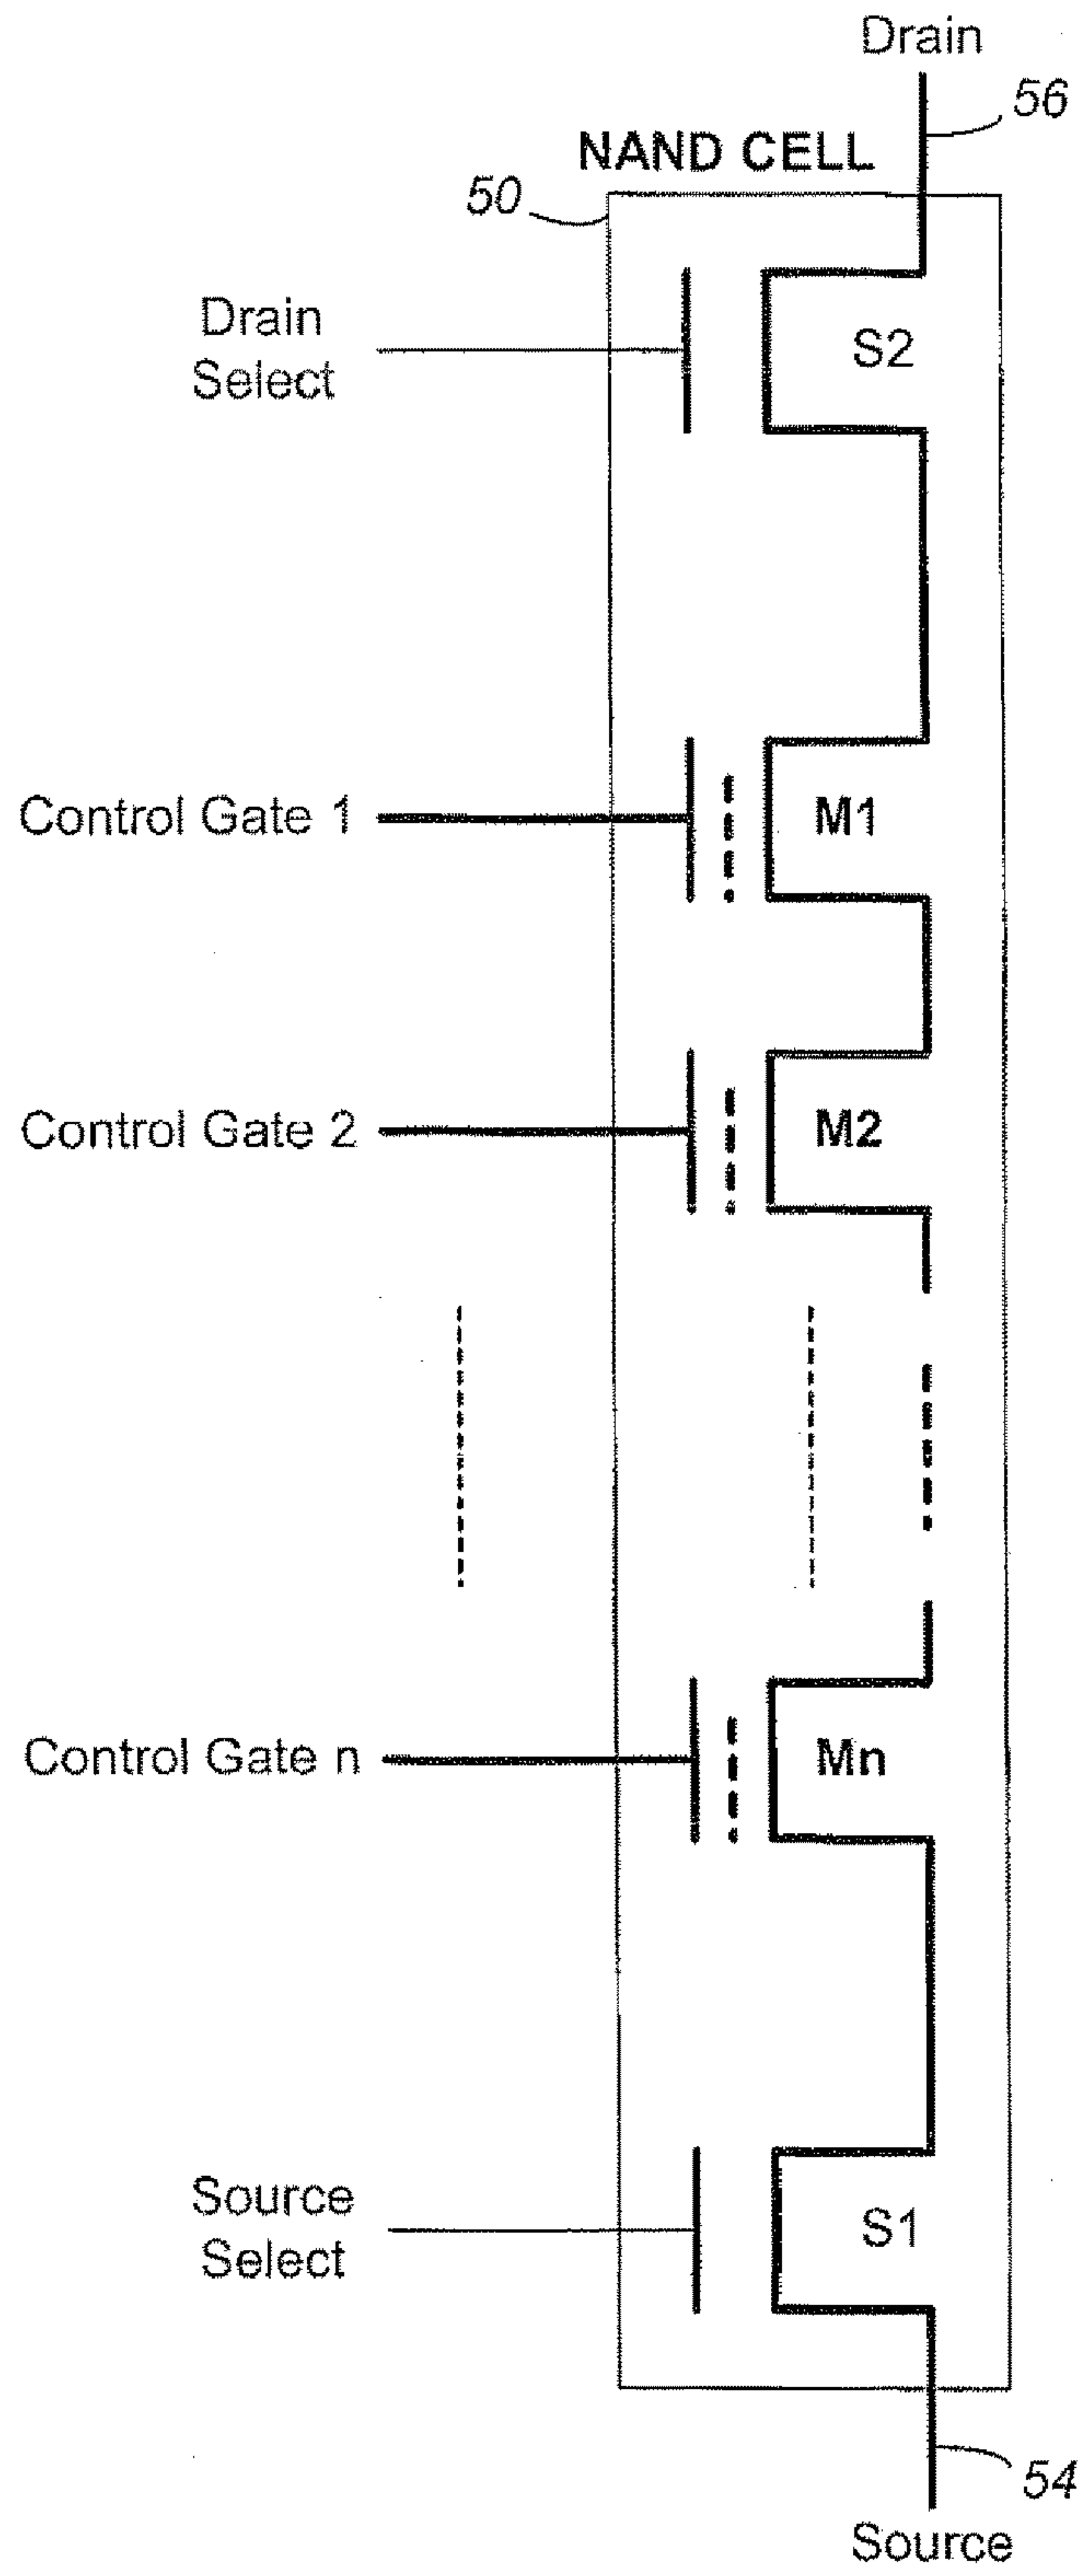 Drain
56
NAND CELL
50
Drain
Select
S2
Control Gate 1
M1
Control Gate 2
M2
Control Gate n
Mn
Source
Select
S1
54
Source